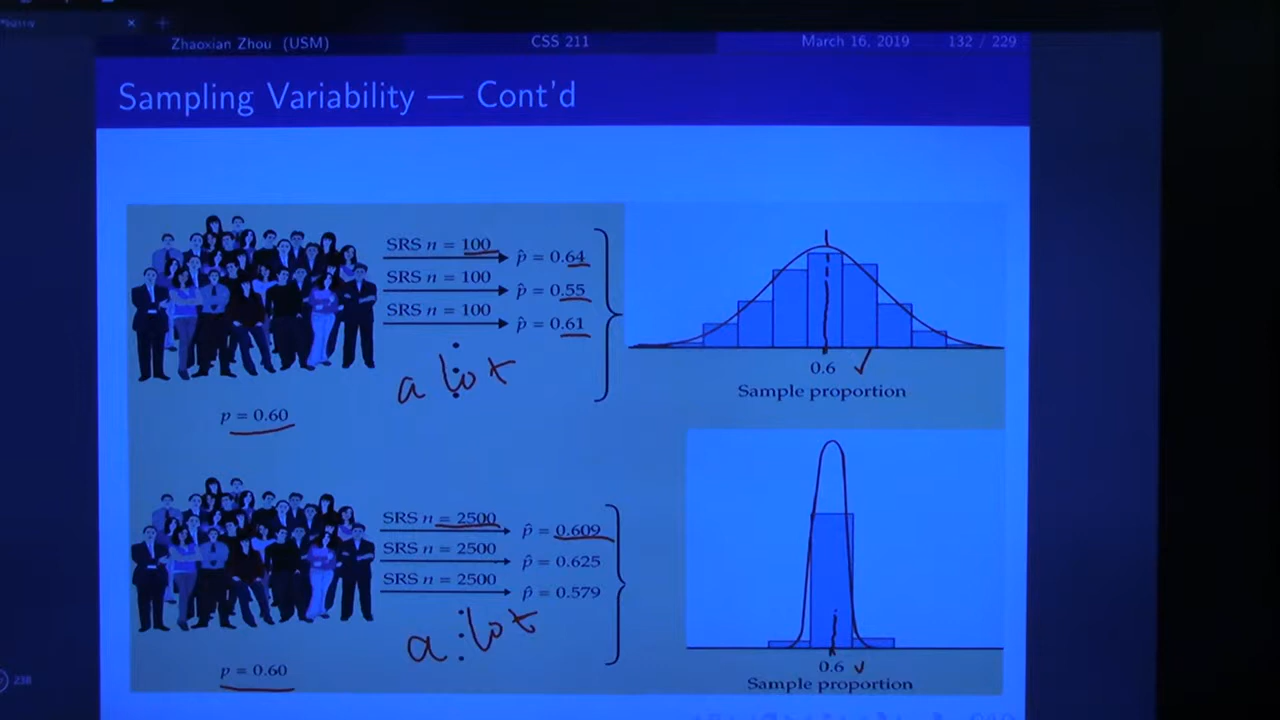 Zhaoxian Zhou (USM) CSS 211 March 16, 2019 132 / 229
Sampling Variability — Cont'd
SRS n = 100
p̂ = 0.64
SRS n = 100
p̂ = 0.55
SRS n = 100
p̂ = 0.61
a lot
p = 0.60
0.6
Sample proportion
SRS n = 2500
p̂ = 0.609
SRS n = 2500
p̂ = 0.625
SRS n = 2500
p̂ = 0.579
a lot
p = 0.60
0.6
Sample proportion
238